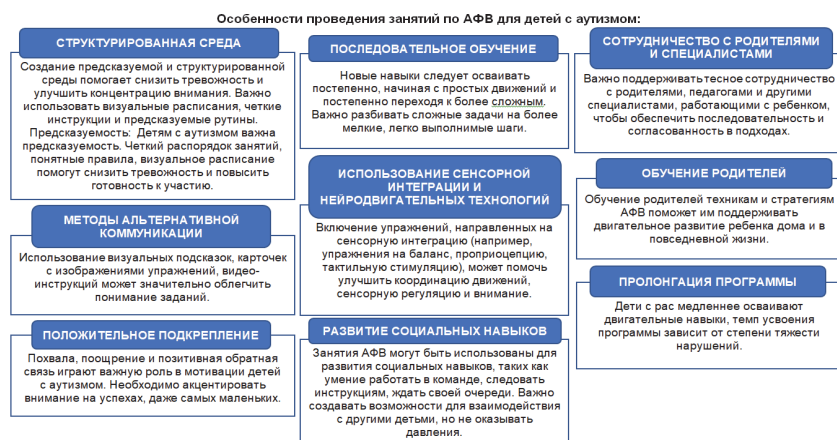 Особенности проведения занятий по АФВ для детей с аутизмом:
СТРУКТУРИРОВАННАЯ СРЕДА
Создание предсказуемой и структурированной
среды помогает снизить тревожность и
улучшить концентрацию внимания. Важно
использовать визуальные расписания, четкие
инструкции и предсказуемые рутины.
Предсказуемость: Детям с аутизмом важна
предсказуемость. Четкий распорядок занятий,
понятные правила, визуальное расписание
помогут снизить тревожность и повысить
готовность к участию.
МЕТОДЫ АЛЬТЕРНАТИВНОЙ
КОММУНИКАЦИИ
Использование визуальных подсказок, карточек
с изображениями упражнений, видео-
инструкций может значительно облегчить
понимание заданий.
ПОЛОЖИТЕЛЬНОЕ ПОДКРЕПЛЕНИЕ
Похвала, поощрение и позитивная обратная
связь играют важную роль в мотивации детей
с аутизмом. Необходимо акцентировать
внимание на успехах, даже самых маленьких.
ПОСЛЕДОВАТЕЛЬНОЕ ОБУЧЕНИЕ
Новые навыки следует осваивать
постепенно, начиная с простых движений и
постепенно переходя к более сложным.
Важно разбивать сложные задачи на более
мелкие, легко выполнимые шаги.
ИСПОЛЬЗОВАНИЕ СЕНСОРНОЙ
ИНТЕГРАЦИИ И
НЕЙРОДВИГАТЕЛЬНЫХ ТЕХНОЛОГИЙ
Включение упражнений, направленных на
сенсорную интеграцию (например,
упражнения на баланс, проприоцепцию,
тактильную стимуляцию), может помочь
улучшить координацию движений,
сенсорную регуляцию и внимание.
РАЗВИТИЕ СОЦИАЛЬНЫХ НАВЫКОВ
Занятия АФВ могут быть использованы для
развития социальных навыков, таких как
умение работать в команде, следовать
инструкциям, ждать своей очереди. Важно
создавать возможности для взаимодействия
с другими детьми, но не оказывать
давления.
СОТРУДНИЧЕСТВО С РОДИТЕЛЯМИ
И СПЕЦИАЛИСТАМИ
Важно поддерживать тесное сотрудничество
с родителями, педагогами и другими
специалистами, работающими с ребенком,
чтобы обеспечить последовательность и
согласованность в подходах.
ОБУЧЕНИЕ РОДИТЕЛЕЙ
Обучение родителей техникам и стратегиям
АФВ поможет им поддерживать
двигательное развитие ребенка дома и в
повседневной жизни.
ПРОЛОНГАЦИЯ ПРОГРАММЫ
Дети с рас медленнее осваивают
двигательные навыки, темп усвоения
программы зависит от степени тяжести
нарушений.